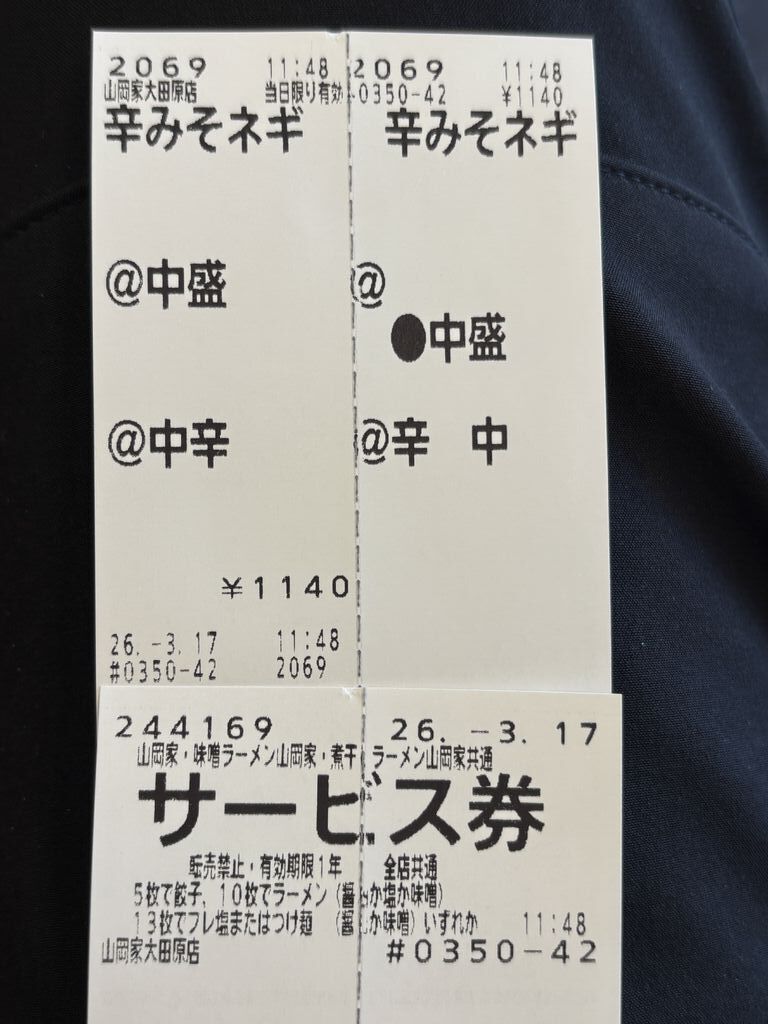 2069 11:48 2069 11:48
山岡家大田原店 当日限り有効 #0350-42 ¥1140
辛みそネギ 辛みそネギ
@中盛 @
●中盛
@中辛 @辛 中
¥1140
26.-3.17 11:48
#0350-42 2069
244169 26.-3.17
山岡家・味噌ラーメン山岡家・煮干しラーメン山岡家共通
サービス券
転売禁止・有効期限1年 全店共通
5枚で餃子、10枚でラーメン(醤油か塩か味噌)
13枚でプレ塩またはつけ麺 (醤油か味噌)いずれか 11:48
山岡家大田原店 #0350-42